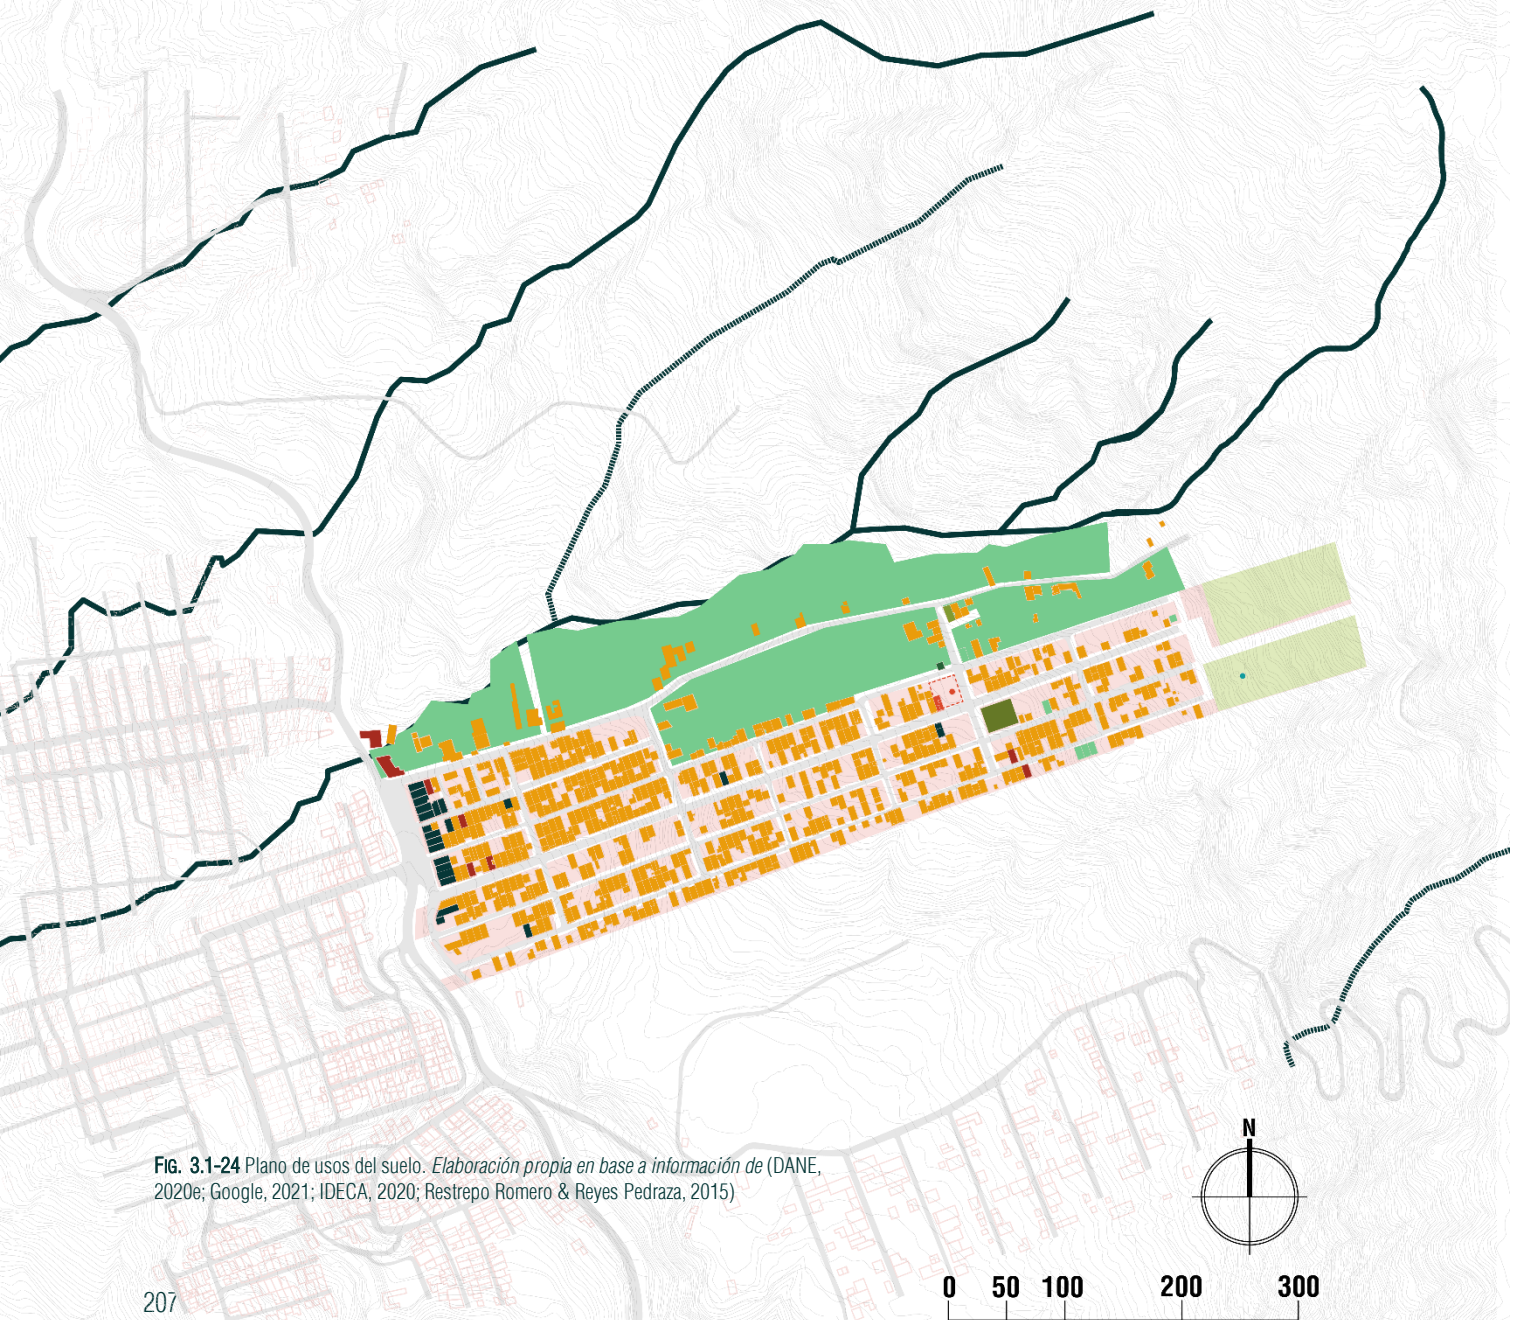 FIG. 3.1-24 Plano de usos del suelo. Elaboración propia en base a información de (DANE,
2020e; Google, 2021; IDECA, 2020; Restrepo Romero & Reyes Pedraza, 2015)
N
0 50 100 200 300
207